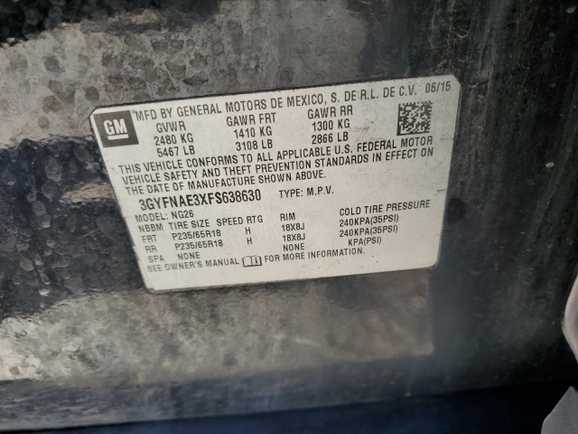 GM
MFD BY GENERAL MOTORS DE MEXICO, S. DE R.L. DE C.V. 06/15
GVWR GAWR FRT GAWR RR
2480 KG 1410 KG 1300 KG
5467 LB 3108 LB 2866 LB
THIS VEHICLE CONFORMS TO ALL APPLICABLE U.S. FEDERAL MOTOR
VEHICLE SAFETY AND THEFT PREVENTION STANDARDS IN EFFECT ON
THE DATE OF MANUFACTURE SHOWN ABOVE.
3GYFNAE3XFS638630 TYPE: M.P.V.
MODEL: NG26
NBBM TIRE SIZE SPEED RTG RIM COLD TIRE PRESSURE
FRT P235/65R18 H 18X8J 240KPA(35PSI)
RR P235/65R18 H 18X8J 240KPA(35PSI)
SPA NONE NONE KPA(PSI)
SEE OWNER'S MANUAL FOR MORE INFORMATION.